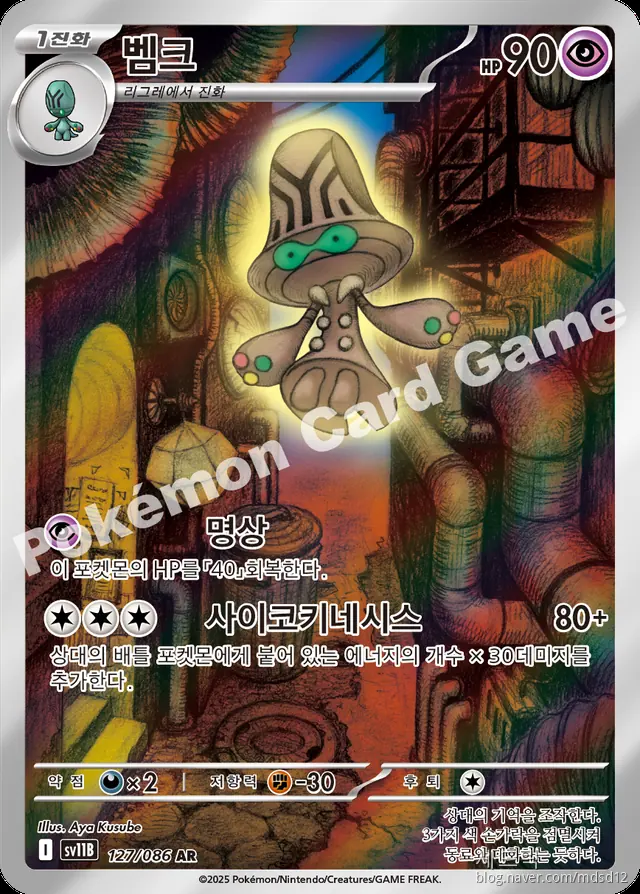 1진화 벰크 HP 90
리그레에서 진화
Pokémon Card Game
명상
이 포켓몬의 HP를 「40」회복한다.
사이코키네시스 80+
상대의 배틀 포켓몬에게 붙어 있는 에너지의 개수 × 30데미지를
추가한다.
약점 ×2 저항력 -30 후퇴
Illus. Aya Kusube
I sv11B 127/086 AR
상대의 기억을 조작한다.
3가지 색 손가락을 점멸시켜
동료와 대화하는 듯하다.
©2025 Pokémon/Nintendo/Creatures/GAME FREAK.
blog.naver.com/mdsd12